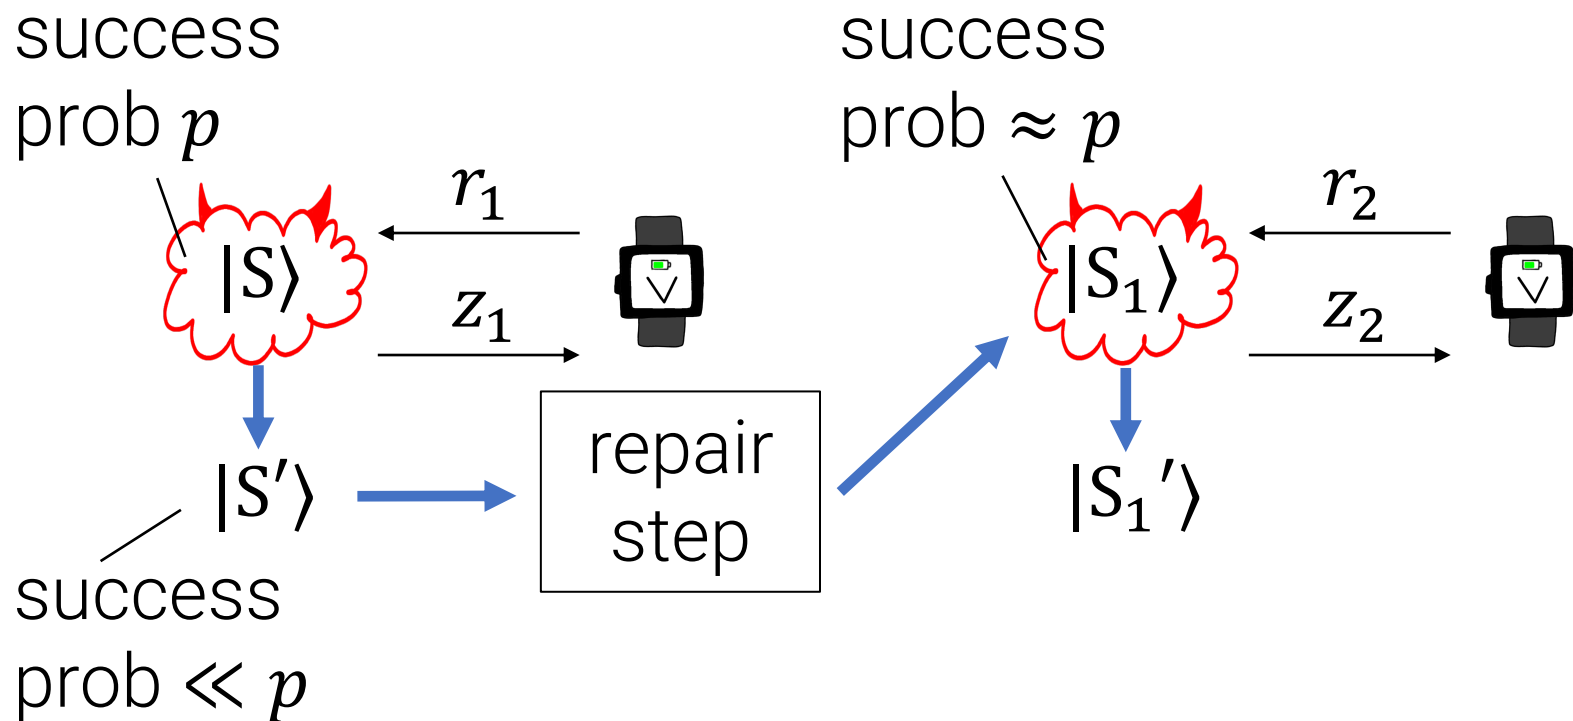 success
prob p
|S⟩
r₁
z₁
V
|S′⟩
success
prob ≪ p
repair
step
success
prob ≈ p
|S₁⟩
r₂
z₂
V
|S₁′⟩